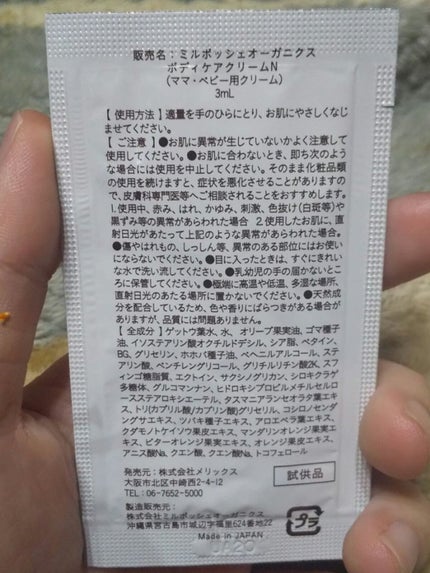 販売名：ミルポッシェオーガニクス
ボディケアクリームN
（ママ・ベビー用クリーム）
3mL
【 使用方法 】適量を手のひらにとり、お肌にやさしくなじ
ませてください。
【 ご注意 】●お肌に異常が生じていないかよく注意して
使用してください。●お肌に合わないとき、即ち次のよう
な場合には使用を中止してください。そのまま化粧品類
の使用を続けますと、症状を悪化させることがありますの
で、皮膚科専門医等へご相談されることをおすすめします。
1.使用中、赤み、はれ、かゆみ、刺激、色抜け(白斑等)や
黒ずみ等の異常があらわれた場合 2.使用したお肌に、直
射日光があたって上記のような異常があらわれた場合。
●傷やはれもの、しっしん等、異常のある部位にはお使い
にならないでください。●目に入ったときは、すぐにきれい
な水で洗い流してください。●乳幼児の手の届かないとこ
ろに保管してください。●極端に高温や低温、多湿な場所、
直射日光のあたる場所に置かないでください。●天然成
分を配合しているため、色や香りにばらつきがある場合が
ありますが、品質には問題ありません。
【 全成分 】ゲットウ葉水、水、オリーブ果実油、ゴマ種子
油、イソステアリン酸オクチルドデシル、シア脂、ベタイン、
BG、グリセリン、ホホバ種子油、ベヘニルアルコール、ステ
アリン酸、ペンチレングリコール、グリチルリチン酸2K、スフ
ィンゴ糖脂質、エクトイン、サクシノグリカン、シロキクラゲ
多糖体、グルコマンナン、ヒドロキシプロピルメチルセルロ
ースステアロキシエーテル、タスマニアランセオラタ葉エキ
ス、トリ(カプリル酸/カプリン酸)グリセリル、コシロノセンダ
ングサエキス、ツバキ種子エキス、アロエベラ葉エキス、
クダモノトケイソウ果皮エキス、マンダリンオレンジ果実エキ
ス、ビターオレンジ果実エキス、オレンジ果皮エキス、
アニス酸Na、クエン酸、クエン酸Na、トコフェロール
発売元：株式会社メリックス
大阪市北区中崎西2-4-12
TEL：06-7652-5000
試供品
製造販売元：
株式会社ミルポッシェオーガニクス
沖縄県宮古島市城辺字福里624番地22
Made in JAPAN
プラ